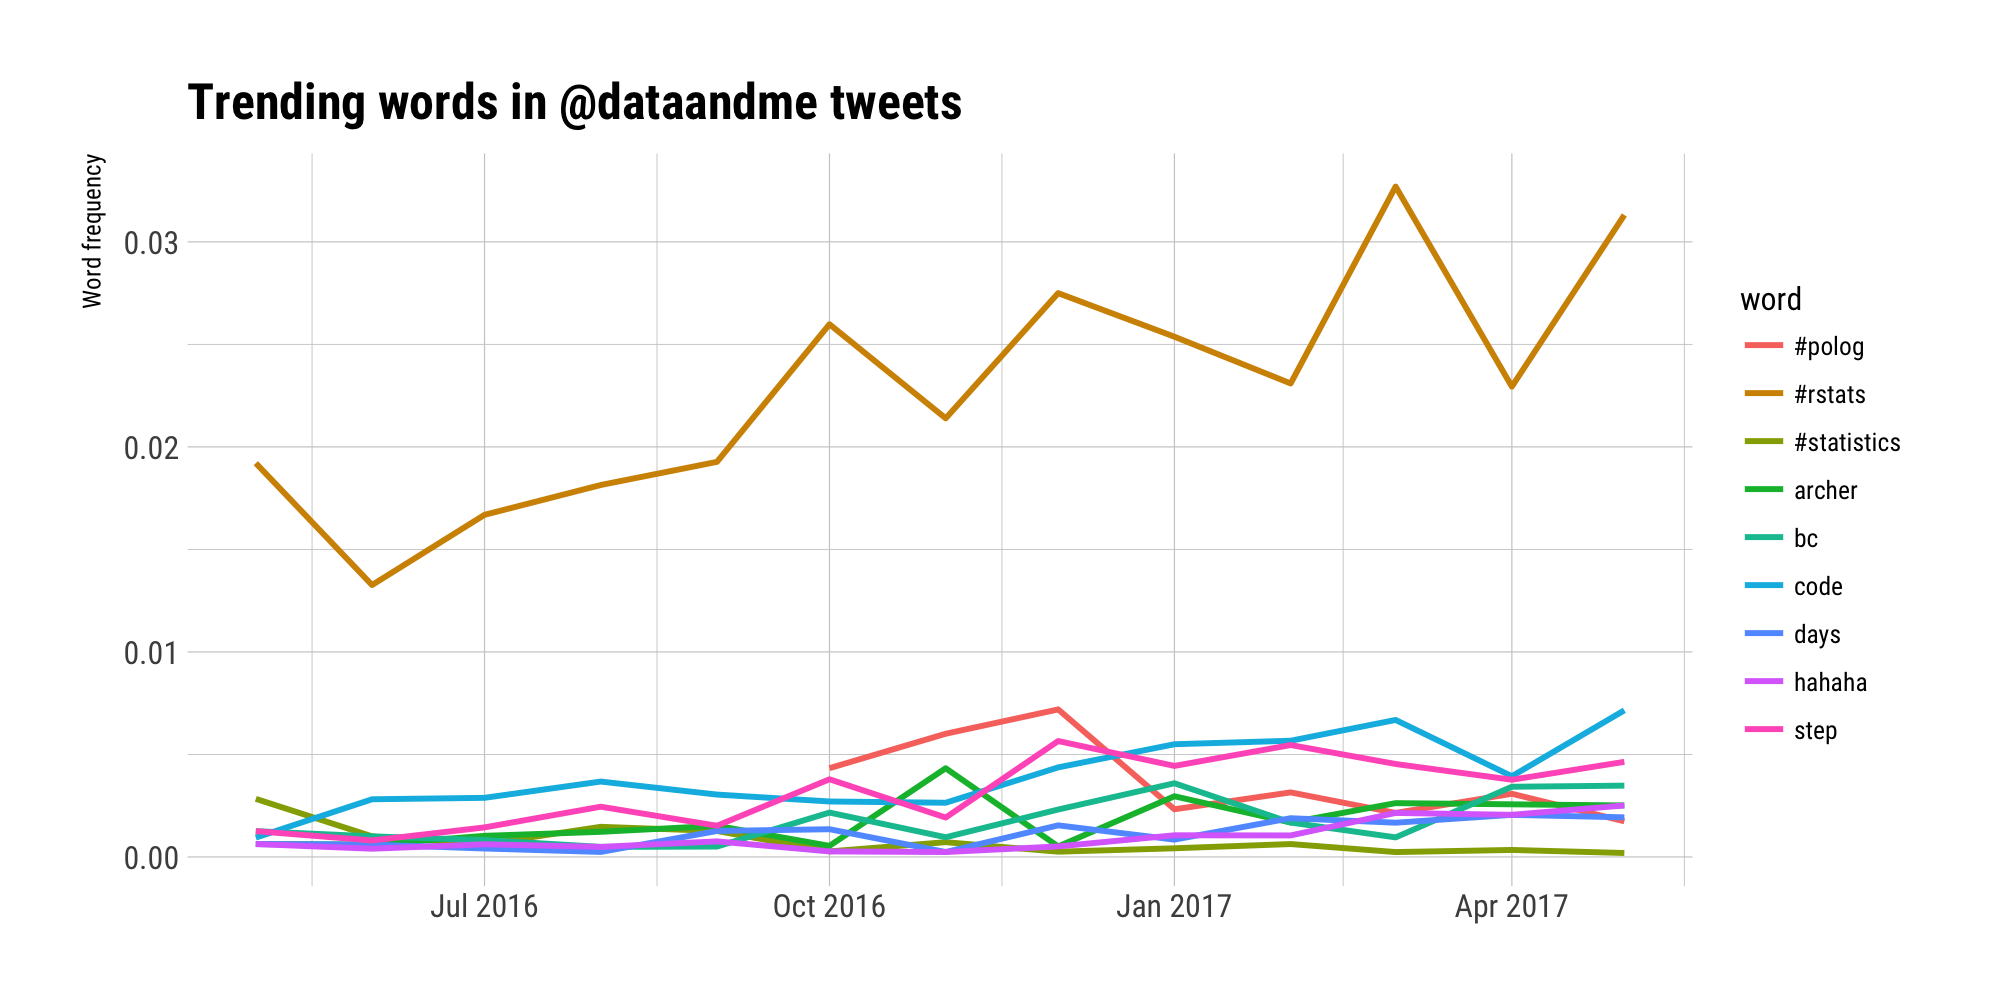 Trending words in @dataandme tweets
Word frequency
0.03
0.02
0.01
0.00
Jul 2016
Oct 2016
Jan 2017
Apr 2017
word
#polog
#rstats
#statistics
archer
bc
code
days
hahaha
step